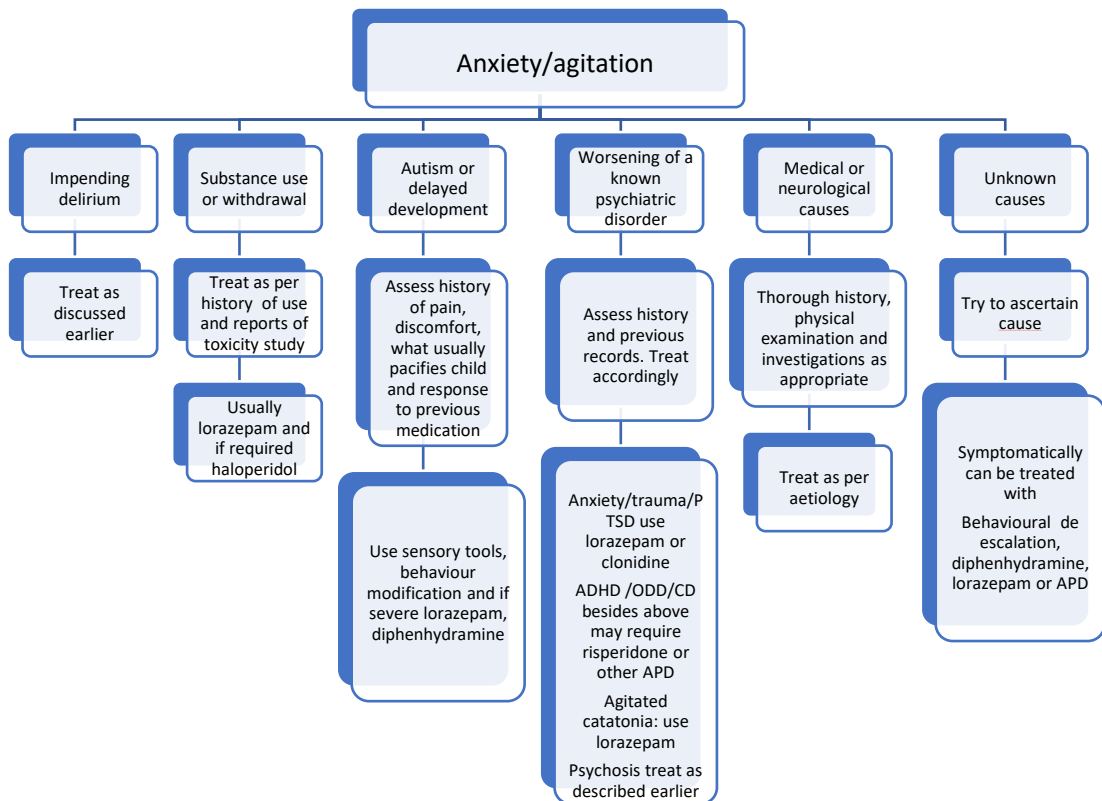 Anxiety/agitation
Impending
delirium
Substance use
or withdrawal
Autism or
delayed
development
Worsening of a
known
psychiatric
disorder
Medical or
neurological
causes
Unknown
causes
Treat as
discussed
earlier
Treat as per
history of use
and reports of
toxicity study
Usually
lorazepam and
if required
haloperidol
Assess history
of pain,
discomfort,
what usually
pacifies child
and response
to previous
medication
Use sensory tools,
behaviour
modification and if
severe lorazepam,
diphenhydramine
Assess history
and previous
records. Treat
accordingly
Anxiety/trauma/P
TSD use
lorazepam or
clonidine
ADHD /ODD/CD
besides above
may require
risperidone or
other APD
Agitated
catatonia: use
lorazepam
Psychosis treat as
described earlier
Thorough history,
physical
examination and
investigations as
appropriate
Treat as per
aetiology
Try to ascertain
cause
Symptomatically
can be treated
with
Behavioural de
escalation,
diphenhydramine,
lorazepam or APD